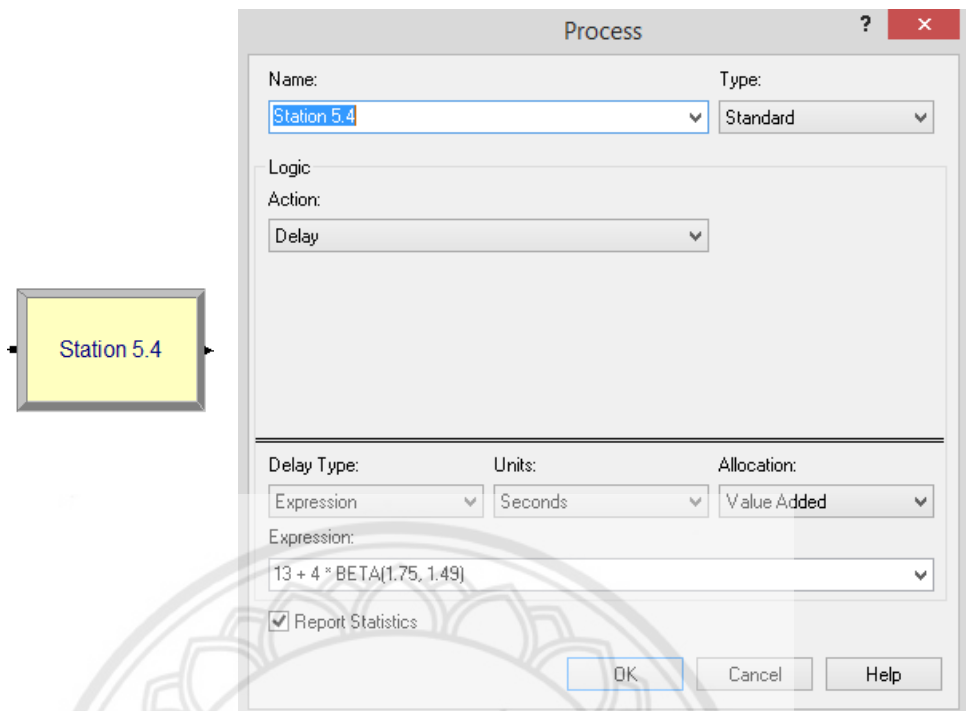 Process
?
×
Name:
Type:
Station 5.4
Standard
Logic
Action:
Delay
Station 5.4
Delay Type:
Units:
Allocation:
Expression
Seconds
Value Added
Expression:
13 + 4 * BETA(1.75, 1.49)
Report Statistics
OK
Cancel
Help